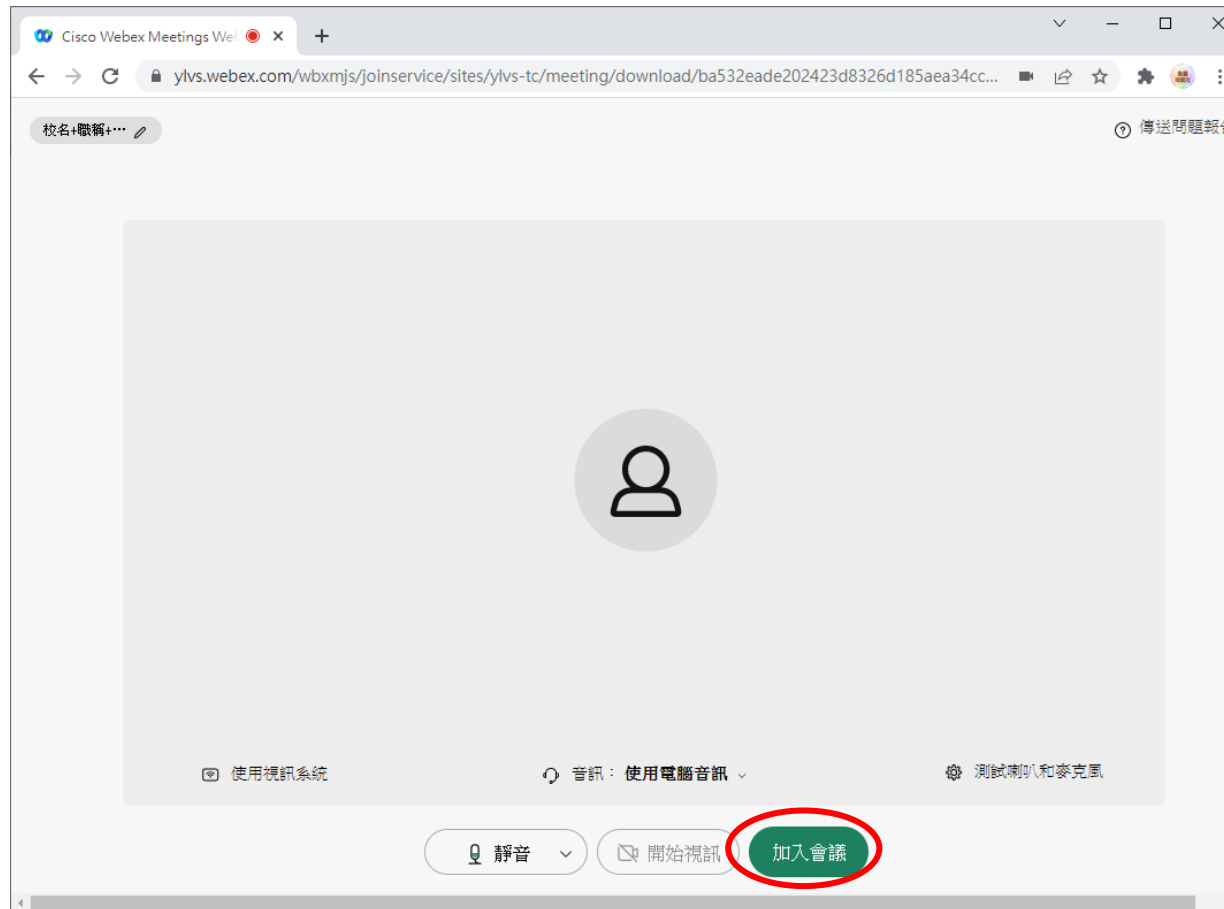 Cisco Webex Meetings We
ylvs.webex.com/wbxmjs/joinservice/sites/ylvs-tc/meeting/download/ba532eade202423d8326d185aea34cc...
校名+職稱+…
傳送問題報告
使用視訊系統
音訊：使用電腦音訊
測試喇叭和麥克風
靜音
開始視訊
加入會議